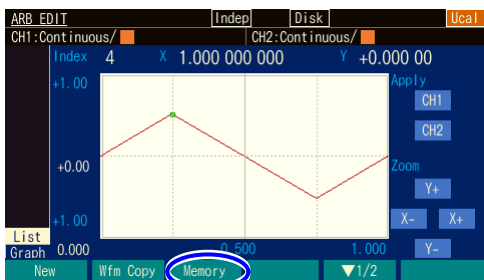 ARB EDIT Indep Disk Ucal
CH1:Continuous/ CH2:Continuous/
Index 4 X 1.000 000 000 Y +0.000 00
+1.00 Apply
CH1
CH2
+0.00 Zoom
Y+
+1.00 X- X+
List
Graph 0.000 0.500 1.000 Y-
New Wfm Copy Memory ▼1/2